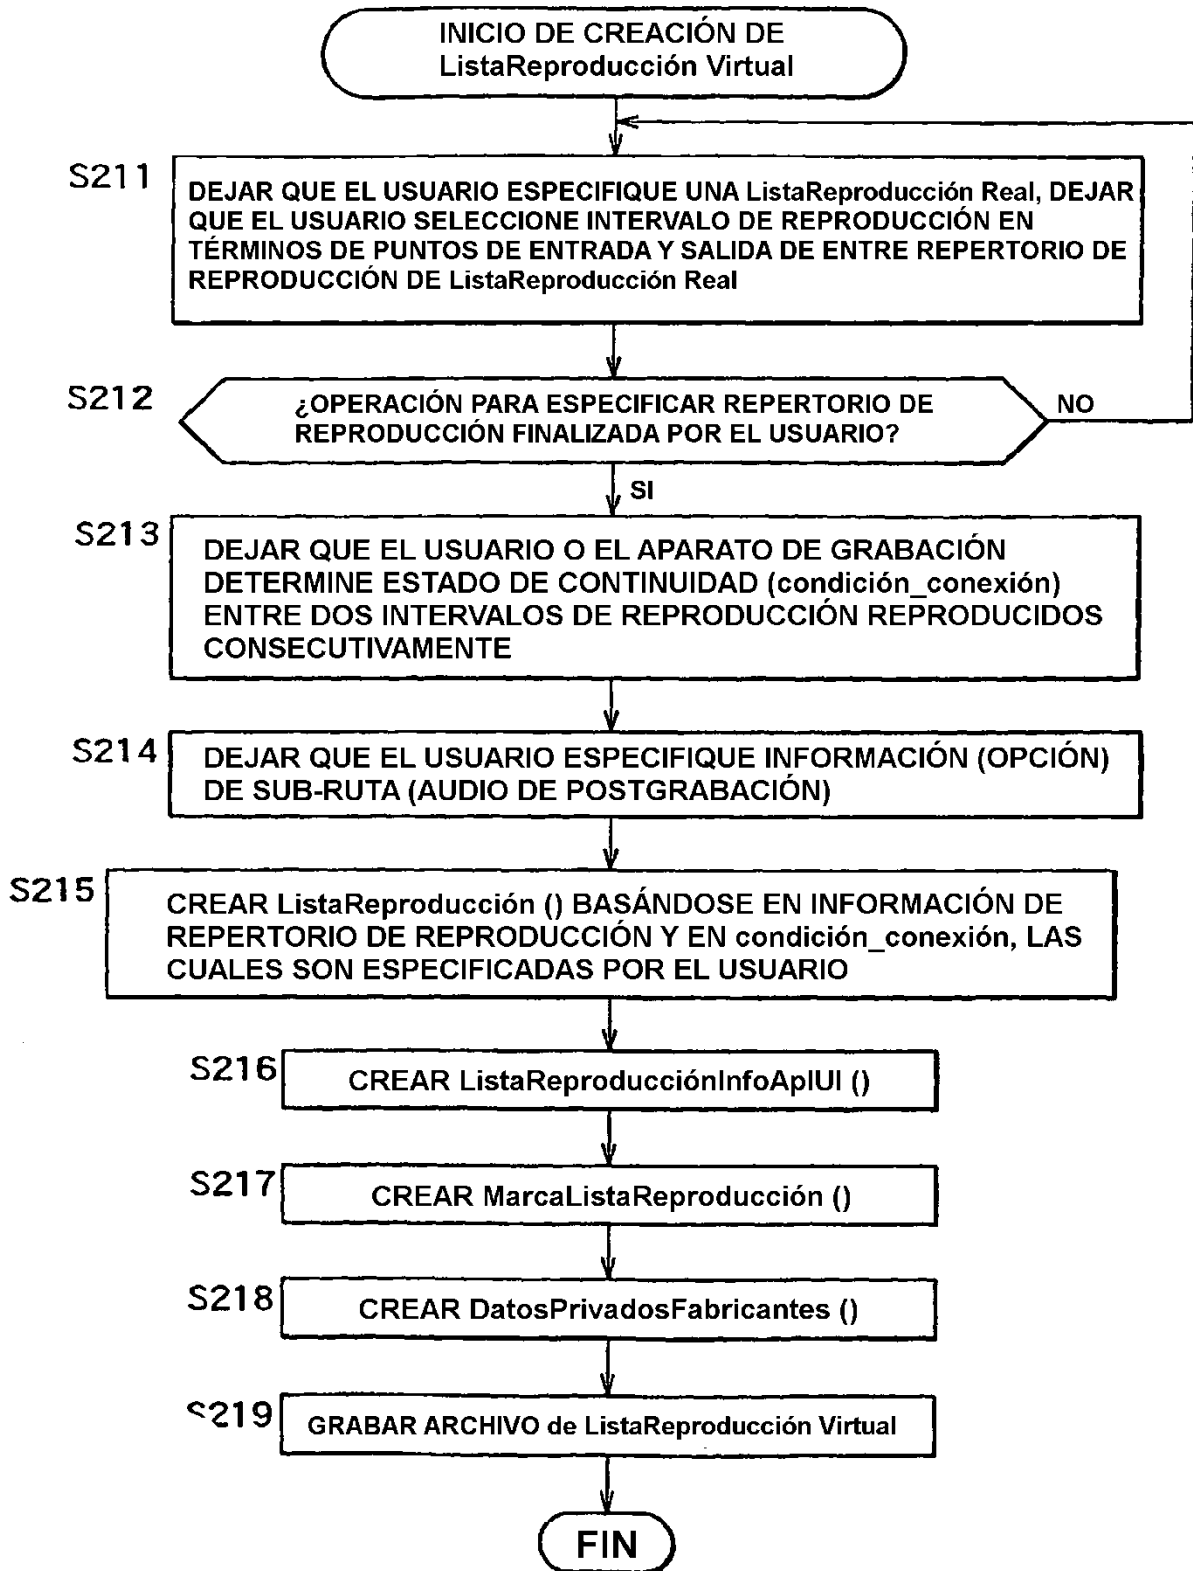 INICIO DE CREACIÓN DE
ListaReproducción Virtual
S211
DEJAR QUE EL USUARIO ESPECIFIQUE UNA ListaReproducción Real, DEJAR
QUE EL USUARIO SELECCIONE INTERVALO DE REPRODUCCIÓN EN
TÉRMINOS DE PUNTOS DE ENTRADA Y SALIDA DE ENTRE REPERTORIO DE
REPRODUCCIÓN DE ListaReproducción Real
S212
¿OPERACIÓN PARA ESPECIFICAR REPERTORIO DE
REPRODUCCIÓN FINALIZADA POR EL USUARIO?
NO
SI
S213
DEJAR QUE EL USUARIO O EL APARATO DE GRABACIÓN
DETERMINE ESTADO DE CONTINUIDAD (condición_conexión)
ENTRE DOS INTERVALOS DE REPRODUCCIÓN REPRODUCIDOS
CONSECUTIVAMENTE
S214
DEJAR QUE EL USUARIO ESPECIFIQUE INFORMACIÓN (OPCIÓN)
DE SUB-RUTA (AUDIO DE POSTGRABACIÓN)
S215
CREAR ListaReproducción () BASÁNDOSE EN INFORMACIÓN DE
REPERTORIO DE REPRODUCCIÓN Y EN condición_conexión, LAS
CUALES SON ESPECIFICADAS POR EL USUARIO
S216
CREAR ListaReproducciónInfoAplUI ()
S217
CREAR MarcaListaReproducción ()
S218
CREAR DatosPrivadosFabricantes ()
S219
GRABAR ARCHIVO de ListaReproducción Virtual
FIN